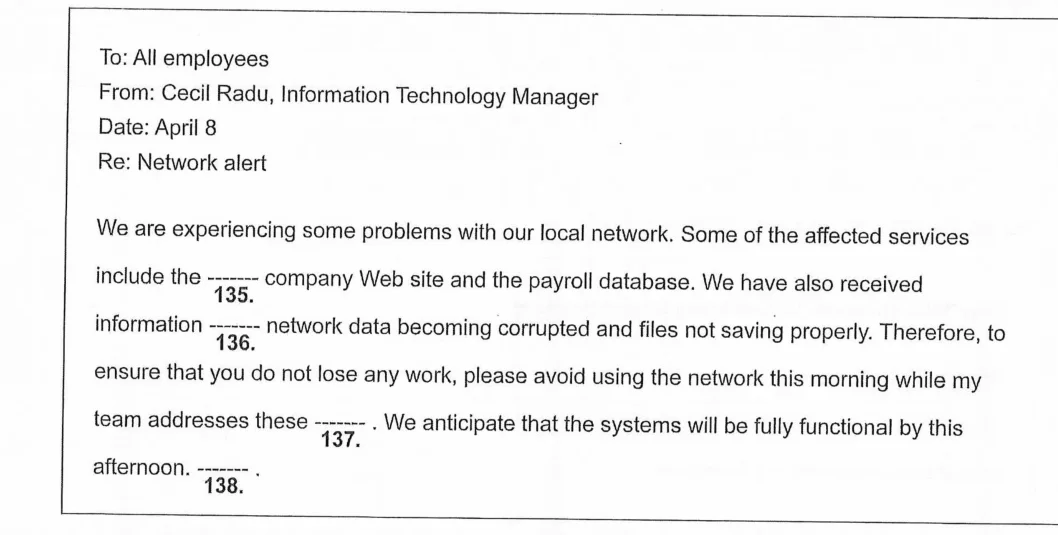 To: All employees
From: Cecil Radu, Information Technology Manager
Date: April 8
Re: Network alert
We are experiencing some problems with our local network. Some of the affected services
include the ------- company Web site and the payroll database. We have also received
135.
information ------- network data becoming corrupted and files not saving properly. Therefore, to
136.
ensure that you do not lose any work, please avoid using the network this morning while my
team addresses these ------- . We anticipate that the systems will be fully functional by this
137.
afternoon. ------- .
138.